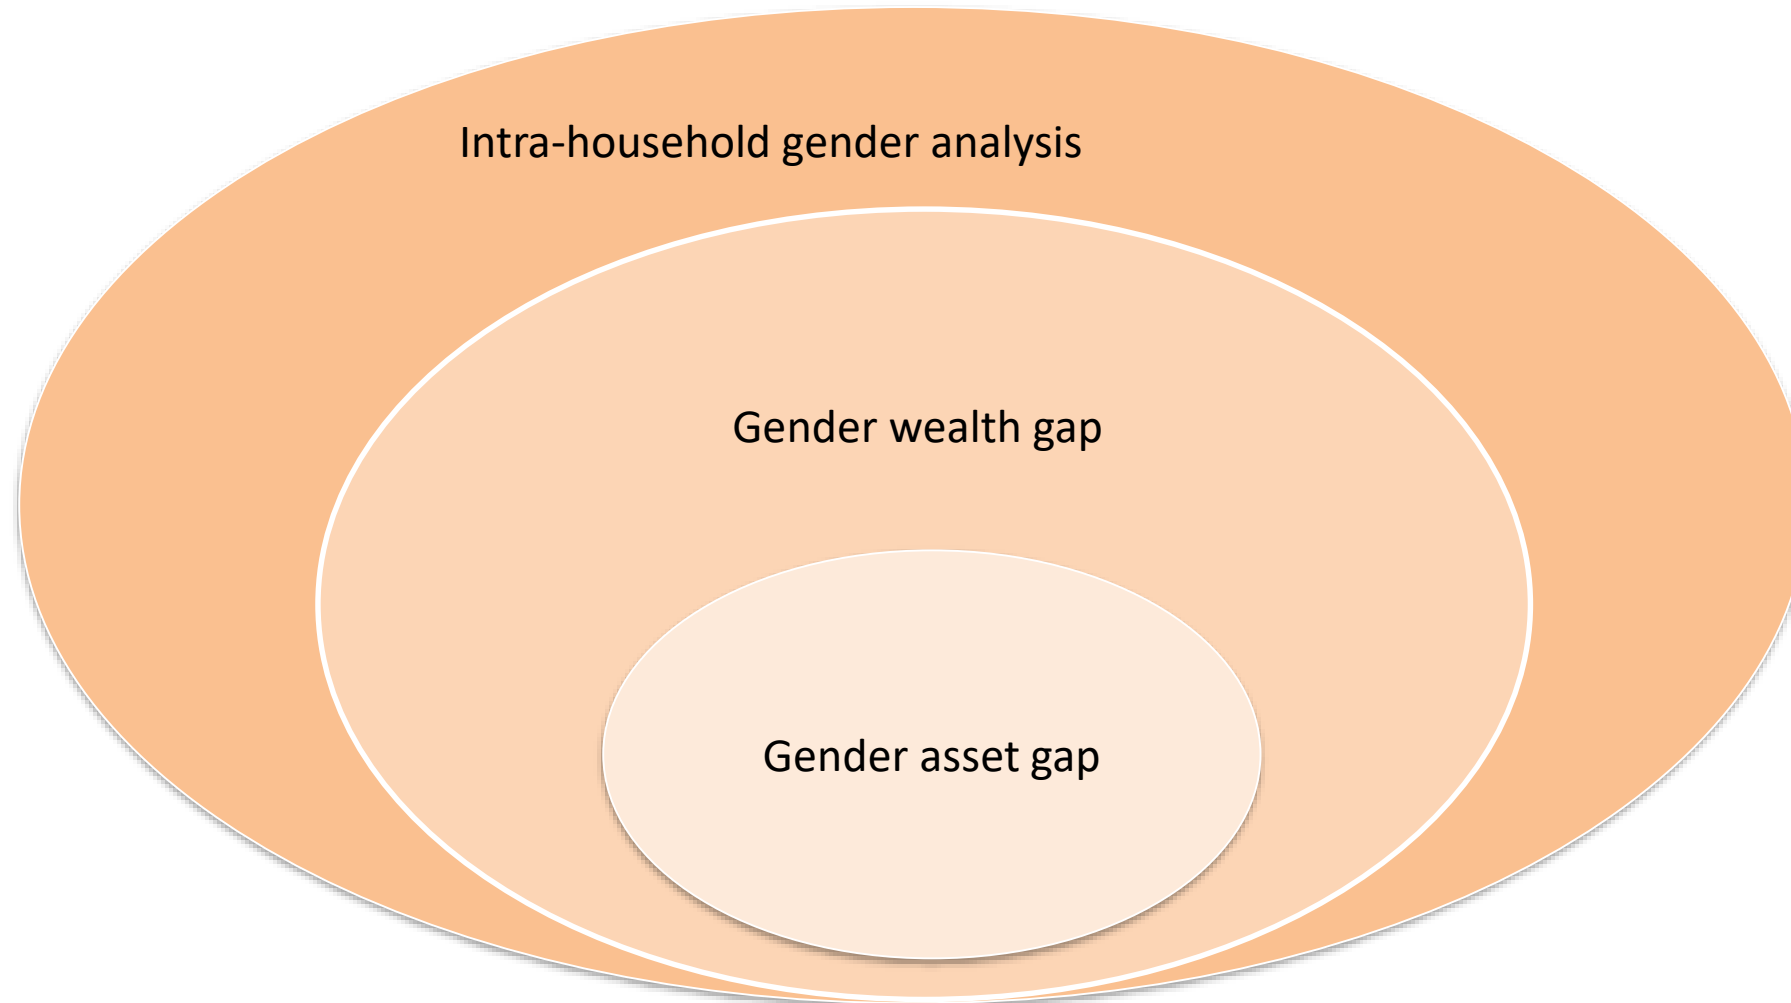 Intra-household gender analysis
Gender wealth gap
Gender asset gap